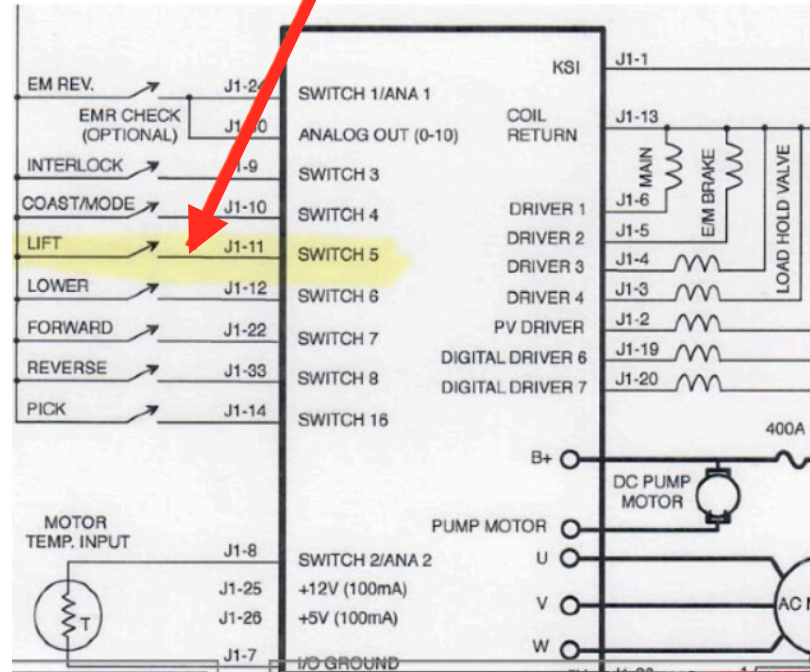 EM REV.
J1-24
SWITCH 1/ANA 1
EMR CHECK
(OPTIONAL)
ANALOG OUT (0-10)
INTERLOCK
SWITCH 3
COAST/MODE
J1-10
SWITCH 4
LIFT
J1-11
SWITCH 5
LOWER
J1-12
SWITCH 6
FORWARD
J1-22
SWITCH 7
REVERSE
J1-33
SWITCH 8
PICK
J1-14
SWITCH 16
MOTOR
TEMP. INPUT
T
J1-8
SWITCH 2/ANA 2
J1-25
+12V (100mA)
J1-26
+5V (100mA)
J1-7
I/O GROUND
KSI
J1-1
COIL
RETURN
J1-13
MAIN
E/M BRAKE
LOAD HOLD VALVE
DRIVER 1
J1-6
DRIVER 2
J1-5
DRIVER 3
J1-4
DRIVER 4
J1-3
PV DRIVER
J1-2
DIGITAL DRIVER 6
J1-19
DIGITAL DRIVER 7
J1-20
400A
B+
DC PUMP
MOTOR
PUMP MOTOR
U
V
W
AC